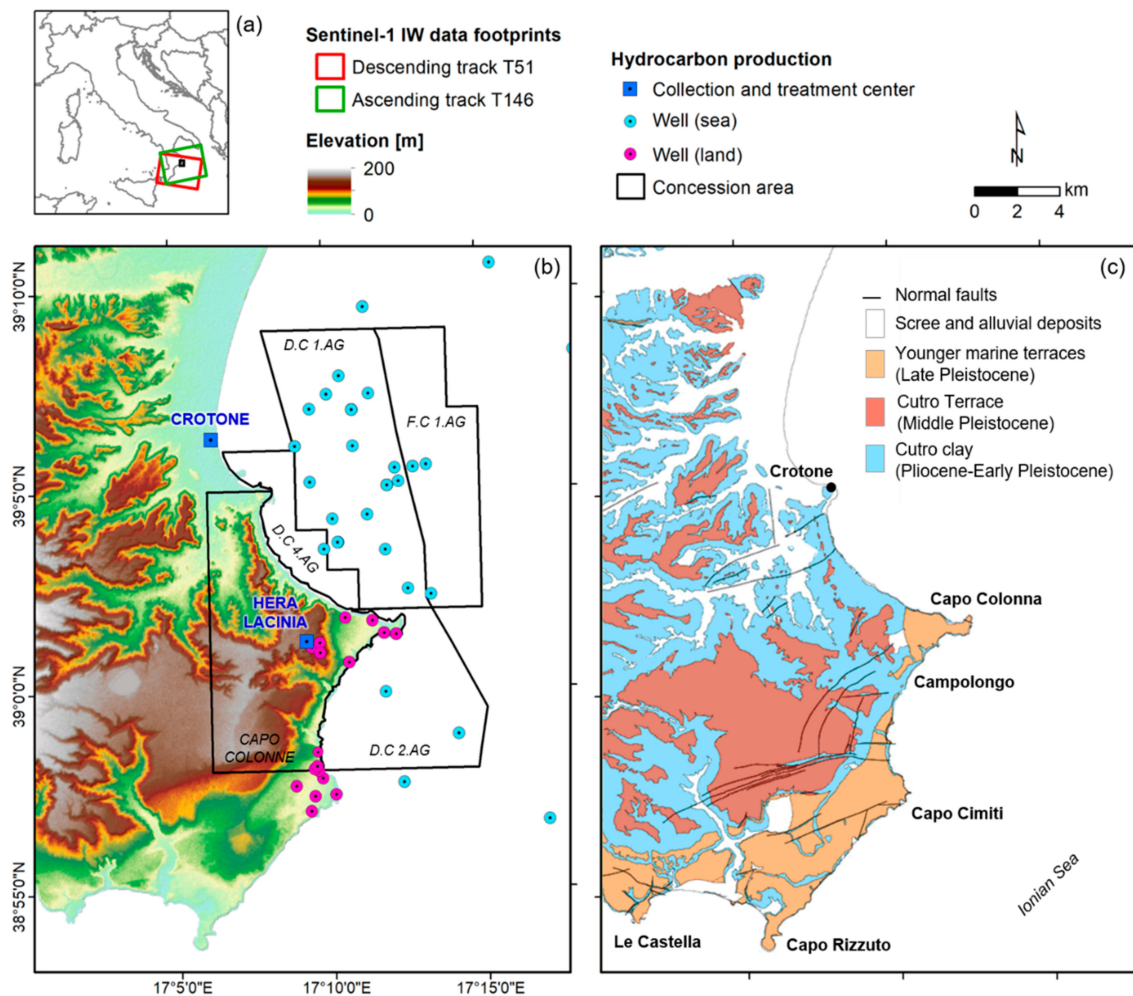 (a)
Sentinel-1 IW data footprints
Descending track T51
Ascending track T146
Elevation [m]
200
0
Hydrocarbon production
Collection and treatment center
Well (sea)
Well (land)
Concession area
N
km
0 2 4
(b)
39°10'0"N
39°5'0"N
39°0'0"N
38°55'0"N
17°5'0"E
17°10'0"E
17°15'0"E
D.C 1.AG
F.C 1.AG
CROTONE
D.C 4.AG
HERA
LACINIA
CAPO
COLONNE
D.C 2.AG
(c)
Normal faults
Scree and alluvial deposits
Younger marine terraces
(Late Pleistocene)
Cutro Terrace
(Middle Pleistocene)
Cutro clay
(Pliocene-Early Pleistocene)
Crotone
Capo Colonna
Campolongo
Capo Cimiti
Ionian Sea
Le Castella
Capo Rizzuto